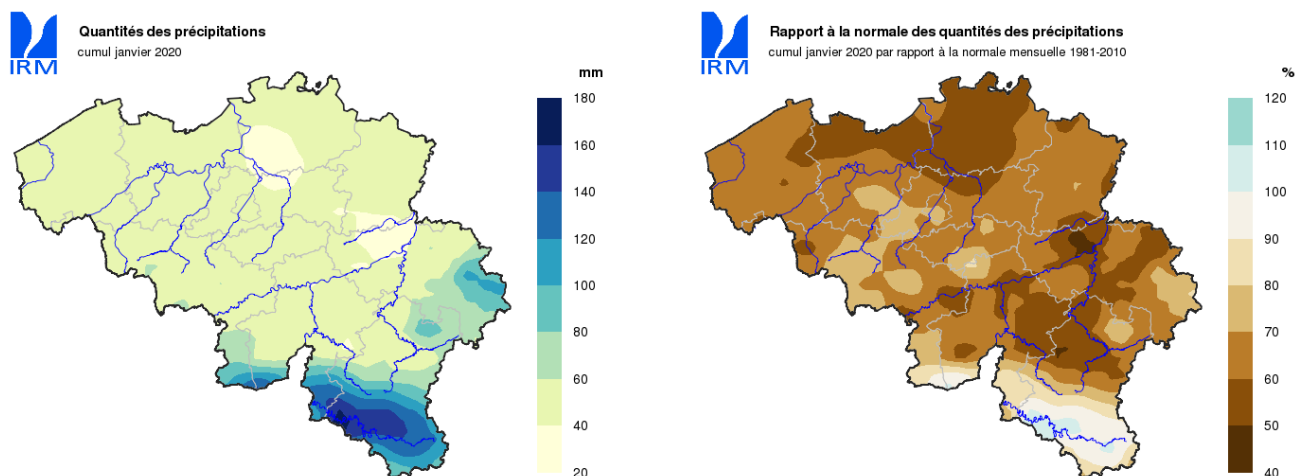 Quantités des précipitations
cumul janvier 2020
IRM
mm
180
160
140
120
100
80
60
40
20
Rapport à la normale des quantités des précipitations
cumul janvier 2020 par rapport à la normale mensuelle 1981-2010
IRM
%
120
110
100
90
80
70
60
50
40